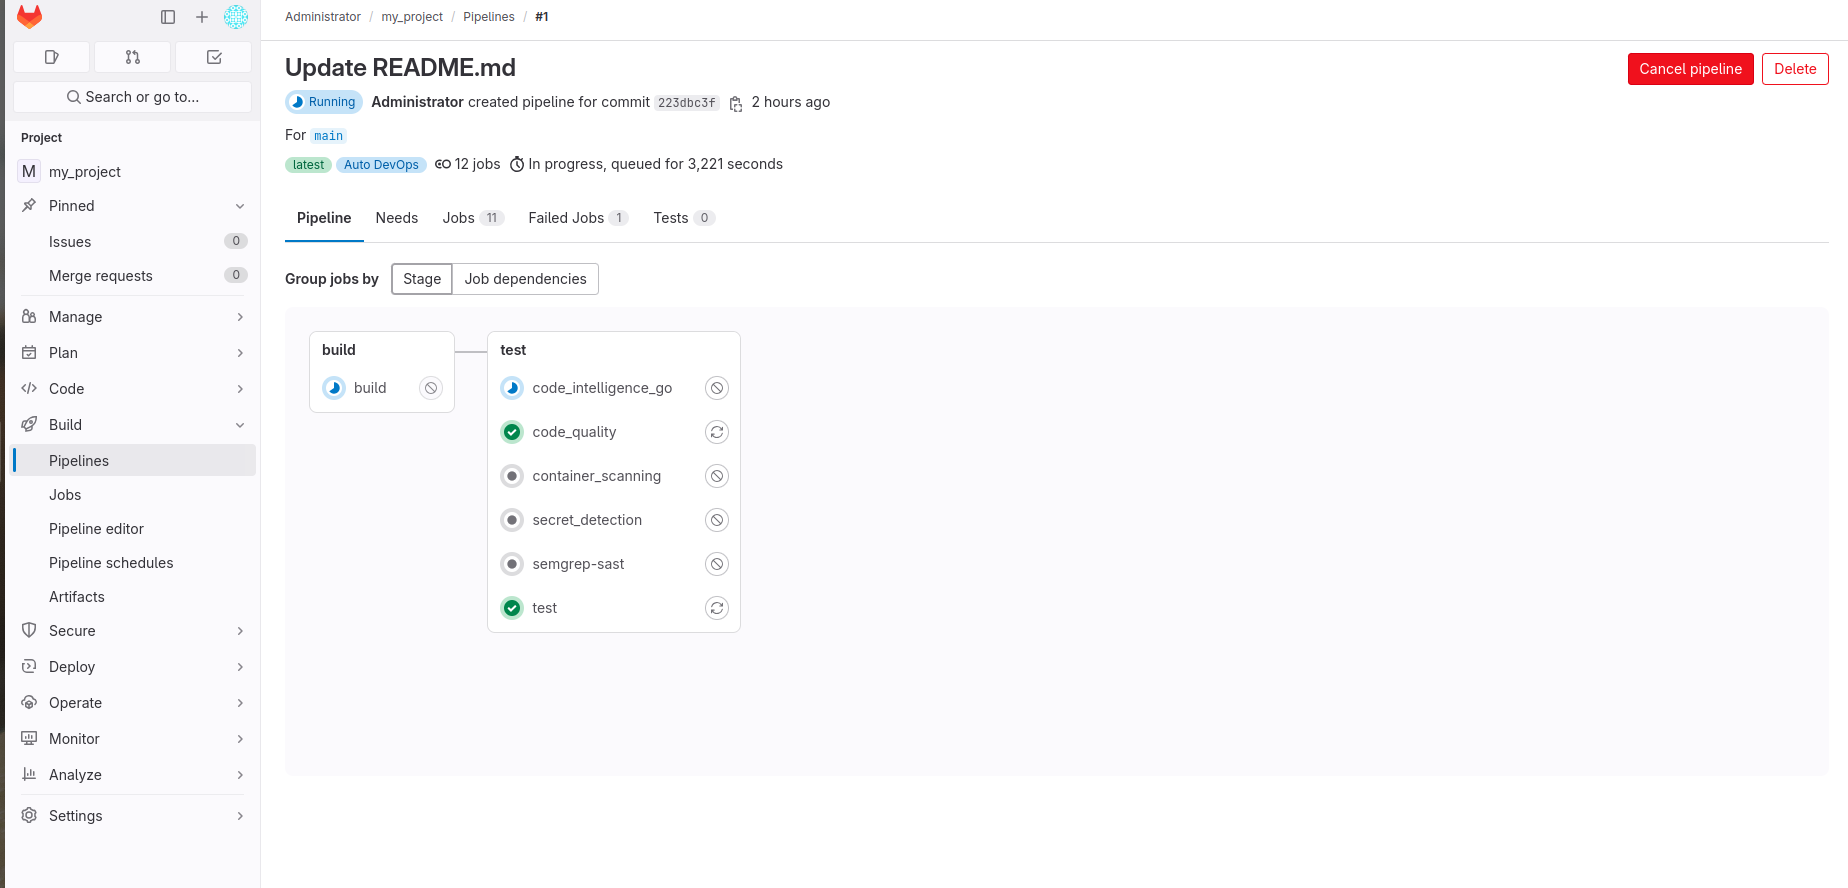 Administrator / my_project / Pipelines / #1
Search or go to...
Project
M my_project
Pinned
Issues 0
Merge requests 0
Manage
Plan
Code
Build
Pipelines
Jobs
Pipeline editor
Pipeline schedules
Artifacts
Secure
Deploy
Operate
Monitor
Analyze
Settings
Update README.md
Cancel pipeline Delete
Running Administrator created pipeline for commit 223dbc3f 2 hours ago
For main
latest Auto DevOps 12 jobs In progress, queued for 3,221 seconds
Pipeline Needs Jobs 11 Failed Jobs 1 Tests 0
Group jobs by Stage Job dependencies
build
build
test
code_intelligence_go
code_quality
container_scanning
secret_detection
semgrep-sast
test